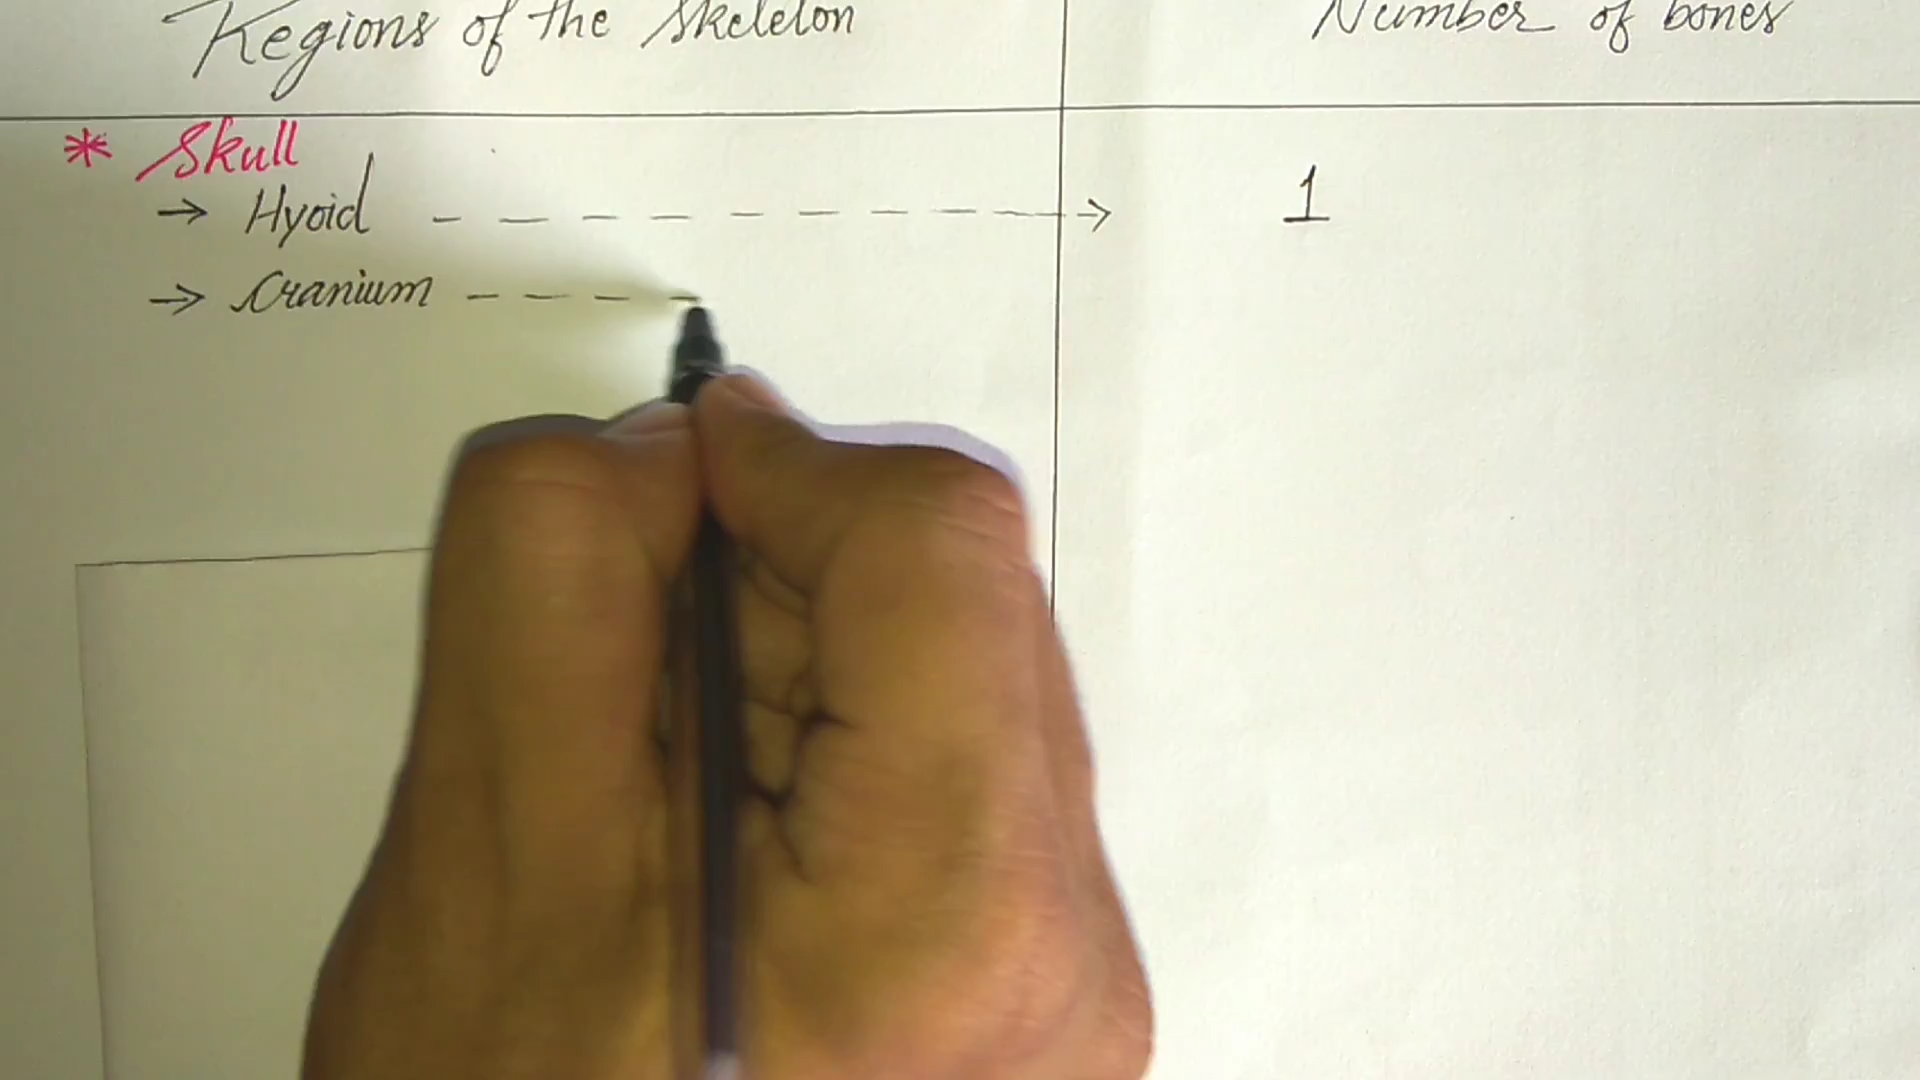 Regions of the Skeleton Number of bones
* Skull
→ Hyoid - - - - - - - - - → 1
→ Cranium - - - -